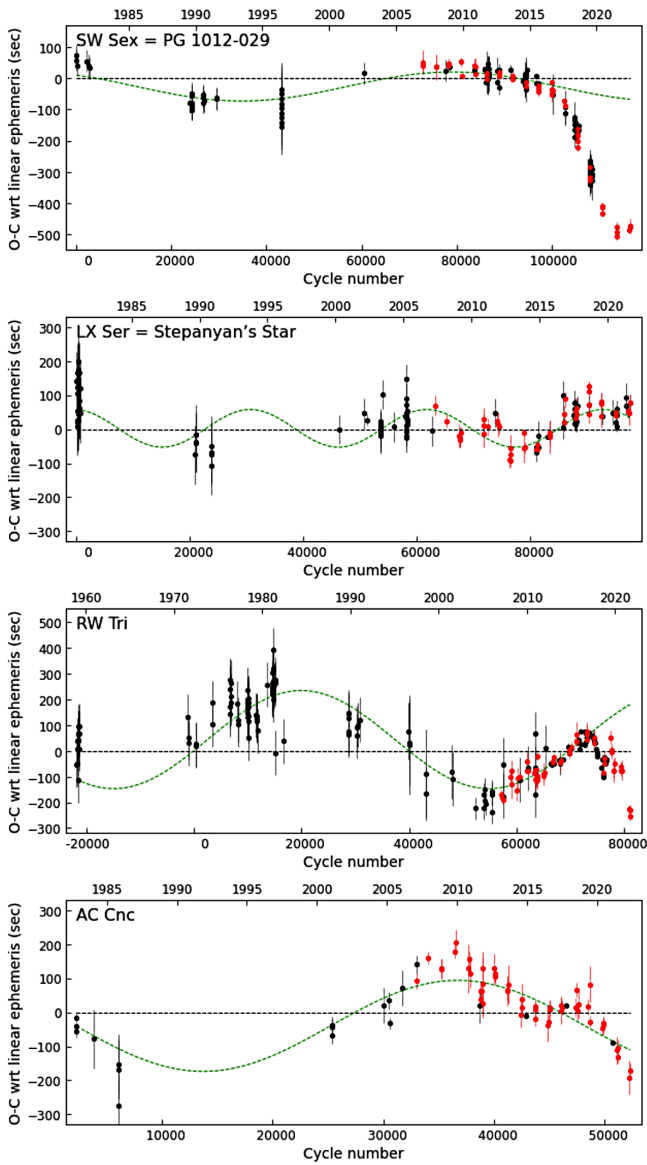 1985 1990 1995 2000 2005 2010 2015 2020
SW Sex = PG 1012-029
O-C wrt linear ephemeris (sec)
100
0
−100
−200
−300
−400
−500
0 20000 40000 60000 80000 100000
Cycle number
1985 1990 1995 2000 2005 2010 2015 2020
LX Ser = Stepanyan’s Star
O-C wrt linear ephemeris (sec)
300
200
100
0
−100
−200
−300
0 20000 40000 60000 80000
Cycle number
1960 1971 1980 1990 2000 2010 2020
RW Tri
O-C wrt linear ephemeris (sec)
500
400
300
200
100
0
−100
−200
−300
−20000 0 20000 40000 60000 80000
Cycle number
1985 1990 1995 2000 2005 2010 2015 2020
AC Cnc
O-C wrt linear ephemeris (sec)
300
200
100
0
−100
−200
−300
10000 20000 30000 40000 50000
Cycle number